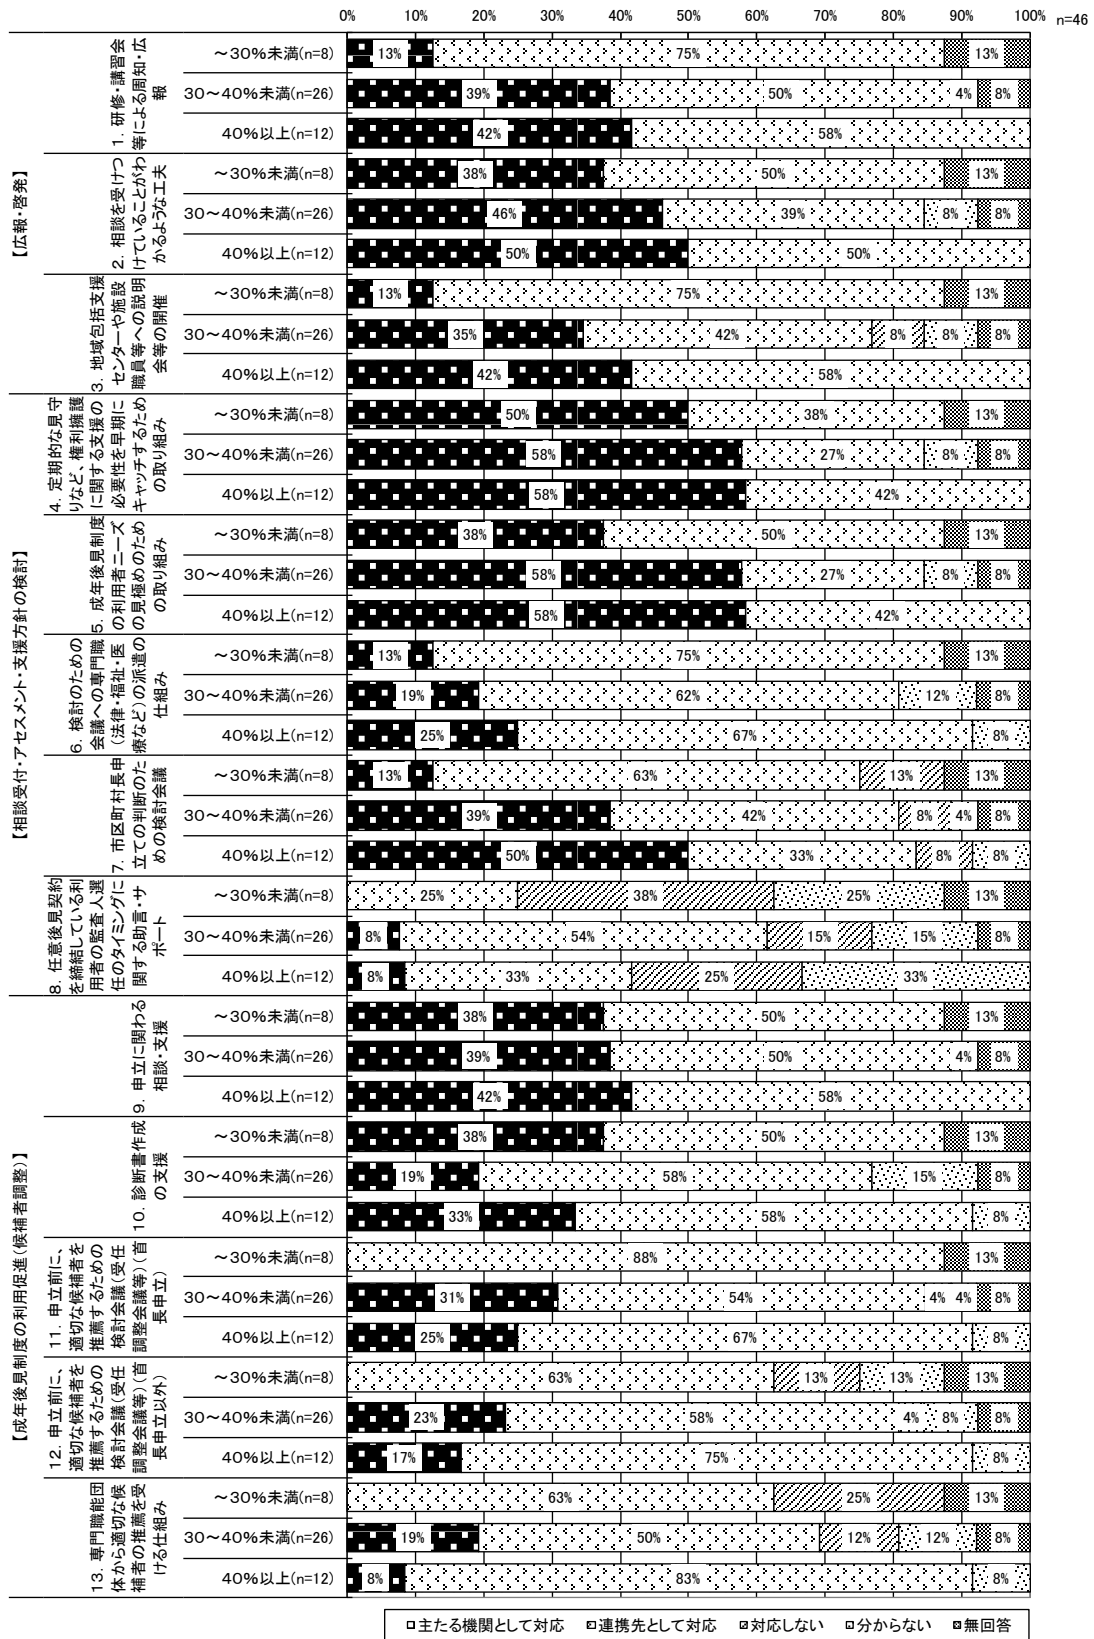 0% 10% 20% 30% 40% 50% 60% 70% 80% 90% 100% n=46
【広報・啓発】
1. 研修・講習会
等による周知・広
報
～30%未満(n=8) 13% 75% 13%
30～40%未満(n=26) 39% 50% 4% 8%
40%以上(n=12) 42% 58%
2. 相談を受けつ
けていることがわ
かるような工夫
～30%未満(n=8) 38% 50% 13%
30～40%未満(n=26) 46% 39% 8% 8%
40%以上(n=12) 50% 50%
3. 地域包括支援
センターや施設
職員等への説明
会等の開催
～30%未満(n=8) 13% 75% 13%
30～40%未満(n=26) 35% 42% 8% 8% 8%
40%以上(n=12) 42% 58%
【相談受付・アセスメント・支援方針の検討】
4. 定期的な見守
りなど、権利擁護
に関する支援の
必要性を早期に
キャッチするため
の取り組み
～30%未満(n=8) 50% 38% 13%
30～40%未満(n=26) 58% 27% 8% 8%
40%以上(n=12) 58% 42%
5. 成年後見制度
の利用者ニーズ
の見極めのため
の取り組み
～30%未満(n=8) 38% 50% 13%
30～40%未満(n=26) 58% 27% 8% 8%
40%以上(n=12) 58% 42%
6. 検討のための
会議への専門職
（法律・福祉・医
療など）の派遣の
仕組み
～30%未満(n=8) 13% 75% 13%
30～40%未満(n=26) 19% 62% 12% 8%
40%以上(n=12) 25% 67% 8%
7. 市区町村長申
立ての判断のた
めの検討会議
～30%未満(n=8) 13% 63% 13% 13%
30～40%未満(n=26) 39% 42% 8% 4% 8%
40%以上(n=12) 50% 33% 8% 8%
8. 任意後見契約
を締結している利
用者の監査人選
任のタイミングに
関する助言・サ
ポート
～30%未満(n=8) 25% 38% 25% 13%
30～40%未満(n=26) 8% 54% 15% 15% 8%
40%以上(n=12) 8% 33% 25% 33%
【成年後見制度の利用促進（候補者調整）】
9. 申立に関わる
相談・支援
～30%未満(n=8) 38% 50% 13%
30～40%未満(n=26) 39% 50% 4% 8%
40%以上(n=12) 42% 58%
10. 診断書作成
の支援
～30%未満(n=8) 38% 50% 13%
30～40%未満(n=26) 19% 58% 15% 8%
40%以上(n=12) 33% 58% 8%
11. 申立前に、
適切な候補者を
推薦するための
検討会議（受任
調整会議等）（首
長申立）
～30%未満(n=8) 88% 13%
30～40%未満(n=26) 31% 54% 4% 4% 8%
40%以上(n=12) 25% 67% 8%
12. 申立前に、
適切な候補者を
推薦するための
検討会議（受任
調整会議等）（首
長申立以外）
～30%未満(n=8) 63% 13% 13% 13%
30～40%未満(n=26) 23% 58% 4% 8% 8%
40%以上(n=12) 17% 75% 8%
13. 専門職能団
体から適切な候
補者の推薦を受
ける仕組み
～30%未満(n=8) 63% 25% 13%
30～40%未満(n=26) 19% 50% 12% 12% 8%
40%以上(n=12) 8% 83% 8%
主たる機関として対応 連携先として対応 対応しない 分からない 無回答